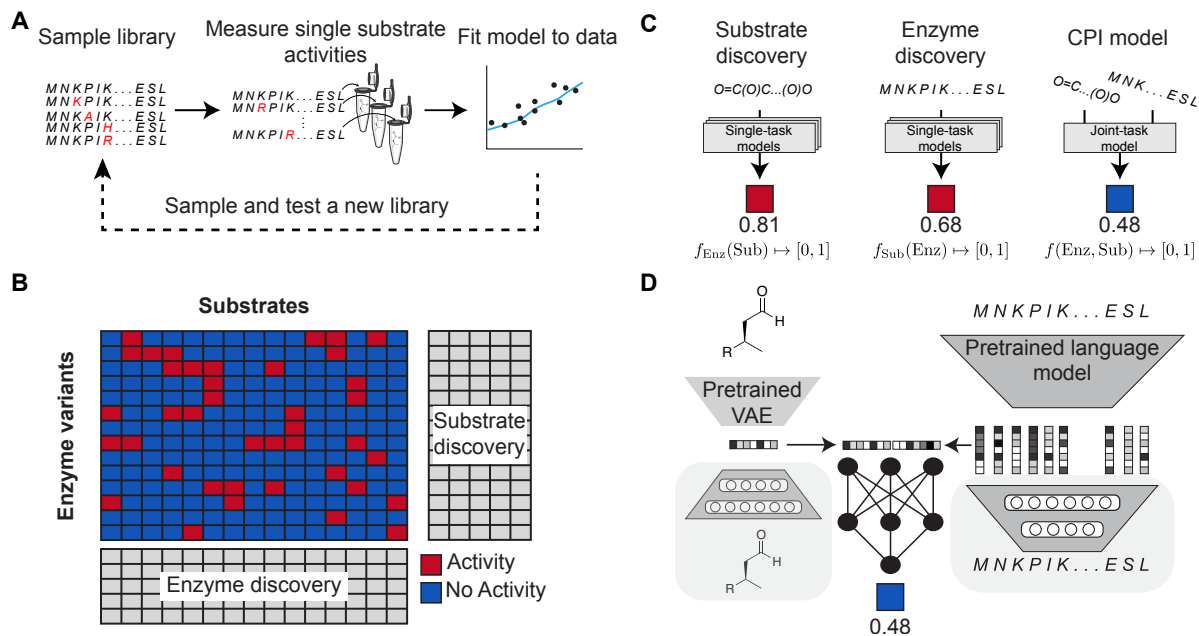 A
Sample library
MNKPIK...ESL
MNKPIK...ESL
MNKAIK...ESL
MNKPIH...ESL
MNKPIR...ESL
Measure single substrate
activities
MNKPIK...ESL
MNRPIK...ESL
⋮
MNKPIR...ESL
Fit model to data
Sample and test a new library
B
Substrates
Enzyme variants
Substrate
discovery
Enzyme discovery
Activity
No Activity
C
Substrate
discovery
O=C(O)C...(O)O
Single-task
models
0.81
f_Enz(Sub) ↦ [0, 1]
Enzyme
discovery
MNKPIK...ESL
Single-task
models
0.68
f_Sub(Enz) ↦ [0, 1]
CPI model
O=C...(O)O
MNK...ESL
Joint-task
model
0.48
f(Enz, Sub) ↦ [0, 1]
D
O
H
R
Pretrained
VAE
O
H
R
MNKPIK...ESL
Pretrained language
model
MNKPIK...ESL
0.48